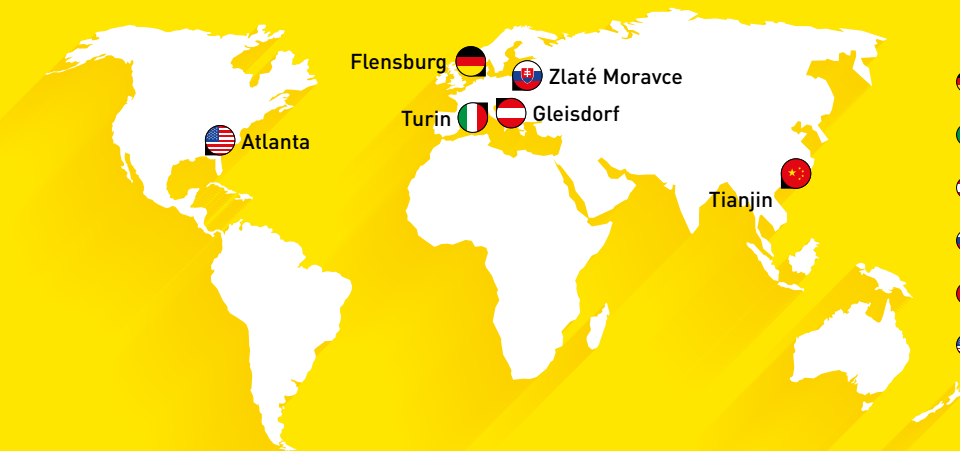 Flensburg
Zlaté Moravce
Turin
Gleisdorf
Atlanta
Tianjin